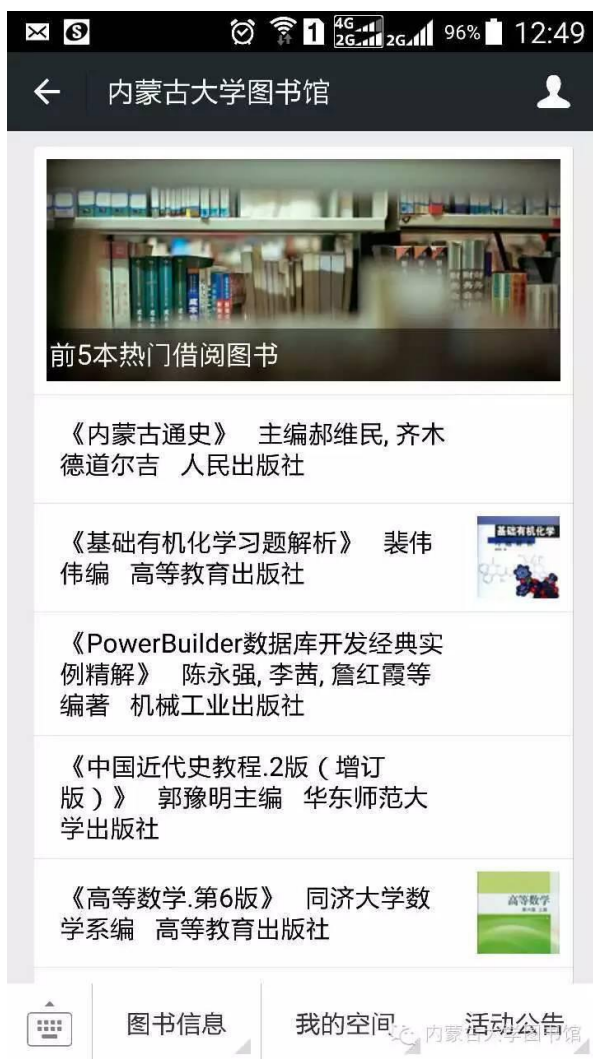 4G
1
2G
2G
96%
12:49
内蒙古大学图书馆
前5本热门借阅图书
《内蒙古通史》 主编郝维民, 齐木
德道尔吉 人民出版社
《基础有机化学习题解析》 裴伟
伟编 高等教育出版社
基础有机化学
《PowerBuilder数据库开发经典实
例精解》 陈永强, 李茜, 詹红霞等
编著 机械工业出版社
《中国近代史教程.2版（增订
版）》 郭豫明主编 华东师范大
学出版社
《高等数学.第6版》 同济大学数
学系编 高等教育出版社
高等数学
图书信息
我的空间
活动公告
内蒙古大学图书馆